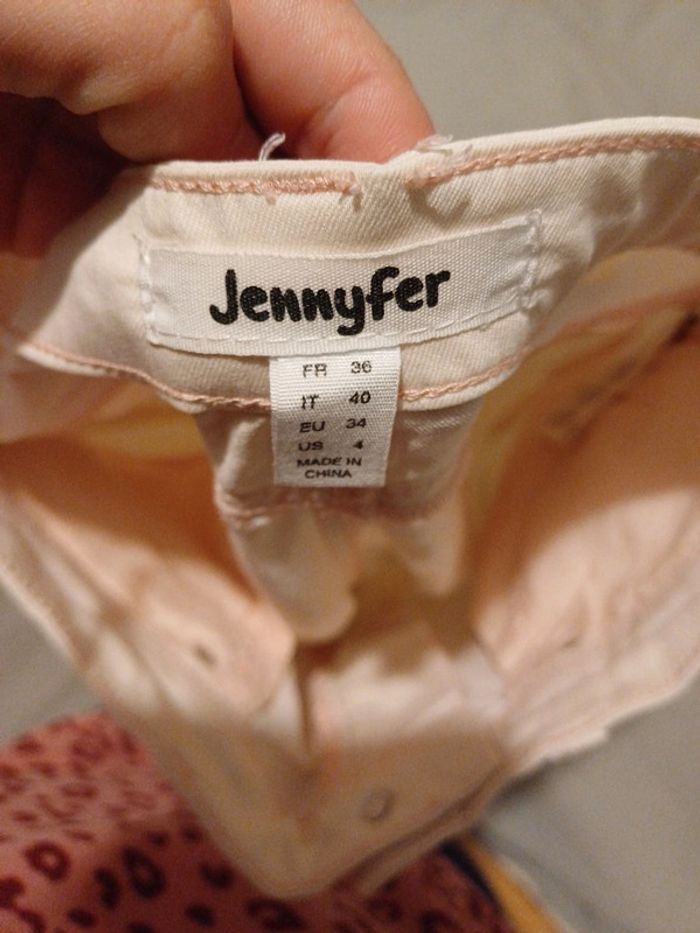 Jennyfer
FR 36
IT 40
EU 34
US 4
MADE IN
CHINA